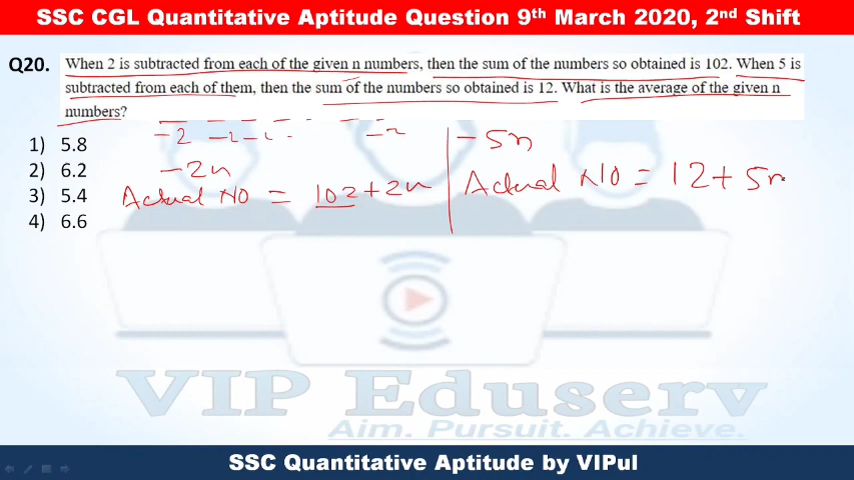 SSC CGL Quantitative Aptitude Question 9th March 2020, 2nd Shift
Q20. When 2 is subtracted from each of the given n numbers, then the sum of the numbers so obtained is 102. When 5 is
subtracted from each of them, then the sum of the numbers so obtained is 12. What is the average of the given n
numbers?
1) 5.8
2) 6.2
3) 5.4
4) 6.6
-2 -2 -2 -2
-2n
Actual NO = 102+2n
-5n
Actual NO = 12+5n
VIP Eduserv
Aim. Pursuit. Achieve.
SSC Quantitative Aptitude by VIPul